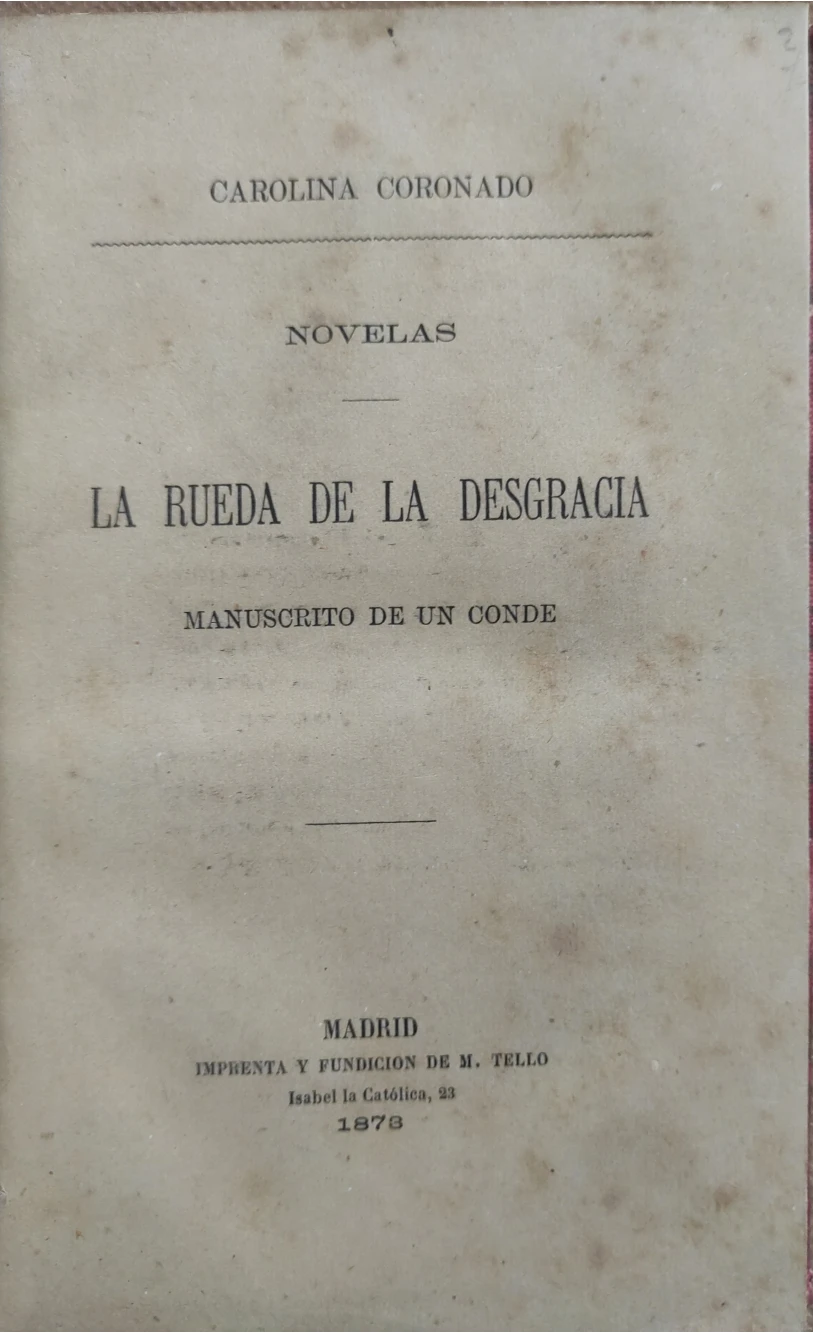 CAROLINA CORONADO
NOVELAS
LA RUEDA DE LA DESGRACIA
MANUSCRITO DE UN CONDE
MADRID
IMPRENTA Y FUNDICION DE M. TELLO
Isabel la Católica, 23
1873